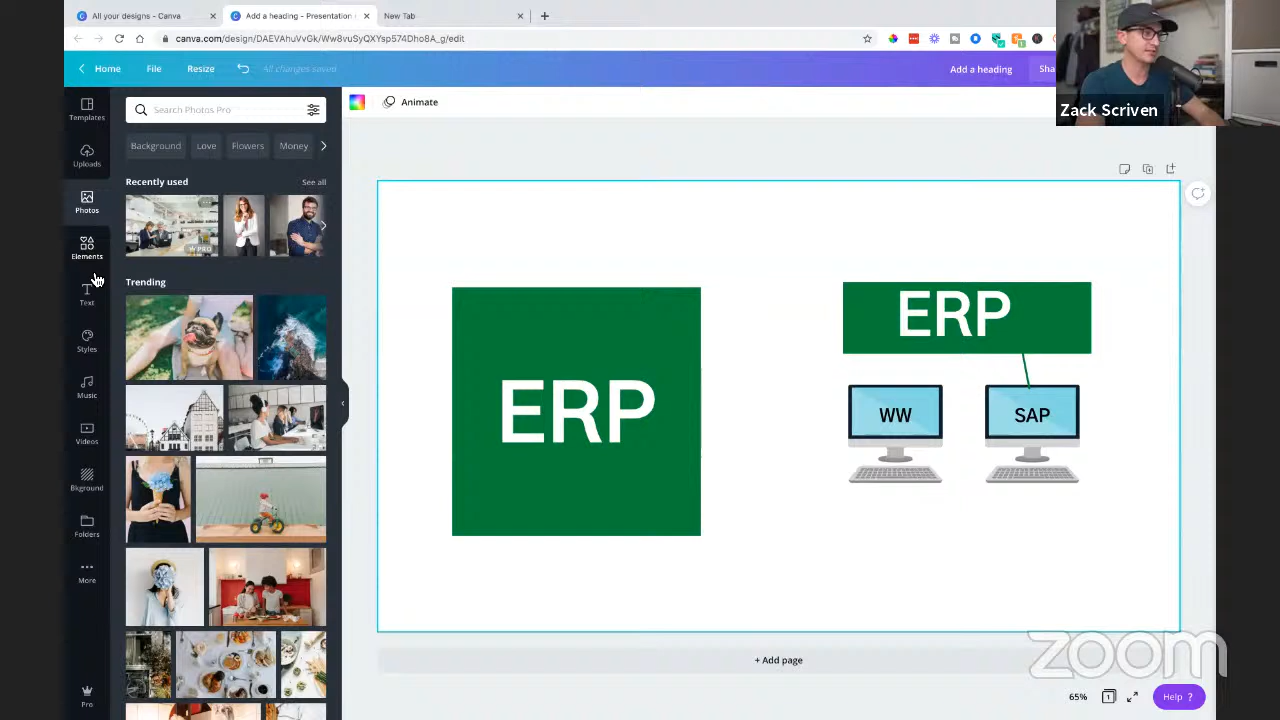 All your designs - Canva
Add a heading - Presentation
New Tab
canva.com/design/DAEVAhuVvGk/Ww8vuSyQXYsp574Dho8A_g/edit
Home
File
Resize
All changes saved
Add a heading
Sha
Zack Scriven
Templates
Uploads
Photos
Elements
Text
Styles
Music
Videos
Bkground
Folders
More
Pro
Search Photos Pro
Background
Love
Flowers
Money
Recently used
See all
PRO
Trending
Animate
ERP
ERP
WW
SAP
+ Add page
zoom
65%
1
Help ?